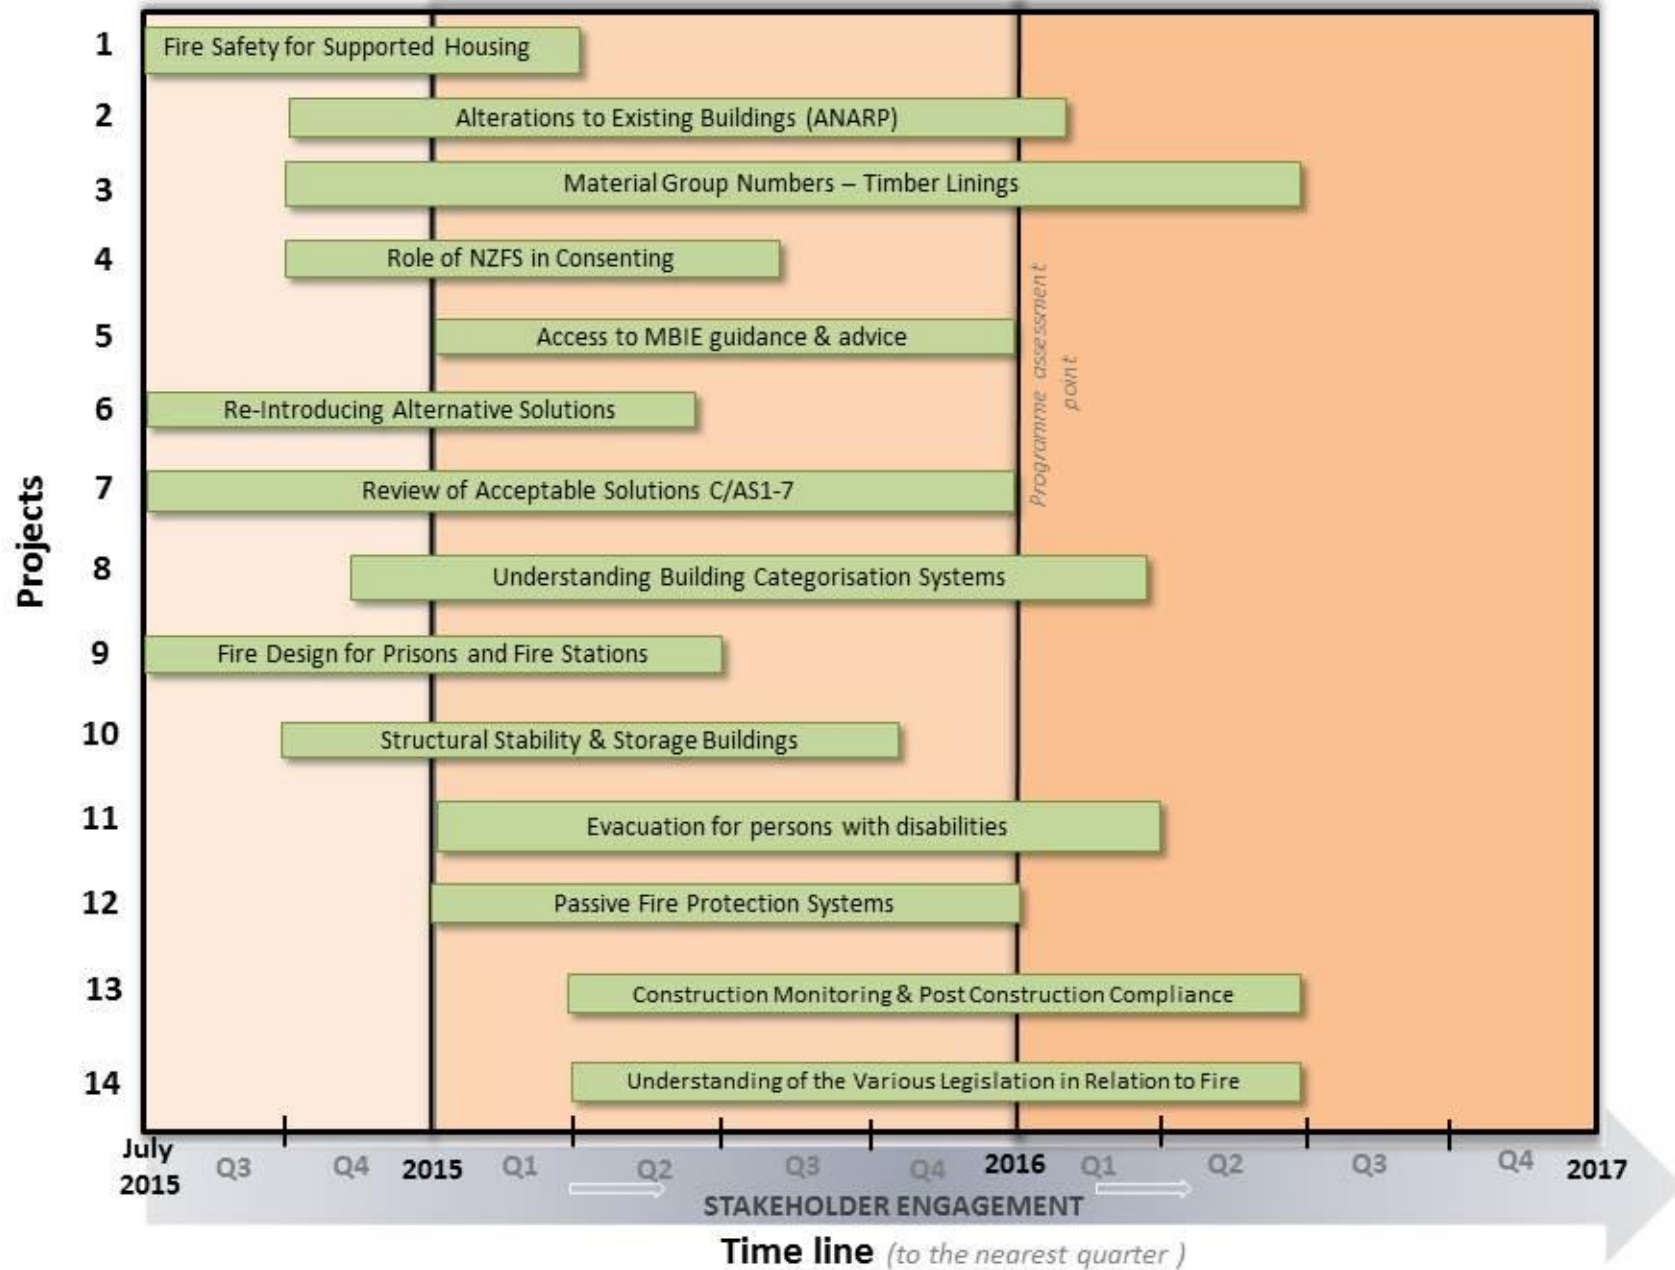 1
Fire Safety for Supported Housing
2
Alterations to Existing Buildings (ANARP)
3
Material Group Numbers – Timber Linings
4
Role of NZFS in Consenting
Programme assessment
point
5
Access to MBIE guidance & advice
6
Re-Introducing Alternative Solutions
7
Review of Acceptable Solutions C/AS1-7
Projects
8
Understanding Building Categorisation Systems
9
Fire Design for Prisons and Fire Stations
10
Structural Stability & Storage Buildings
11
Evacuation for persons with disabilities
12
Passive Fire Protection Systems
13
Construction Monitoring & Post Construction Compliance
14
Understanding of the Various Legislation in Relation to Fire
July
2015
Q3 Q4 2015 Q1 Q2 Q3 Q4 2016 Q1 Q2 Q3 Q4 2017
STAKEHOLDER ENGAGEMENT
Time line (to the nearest quarter )